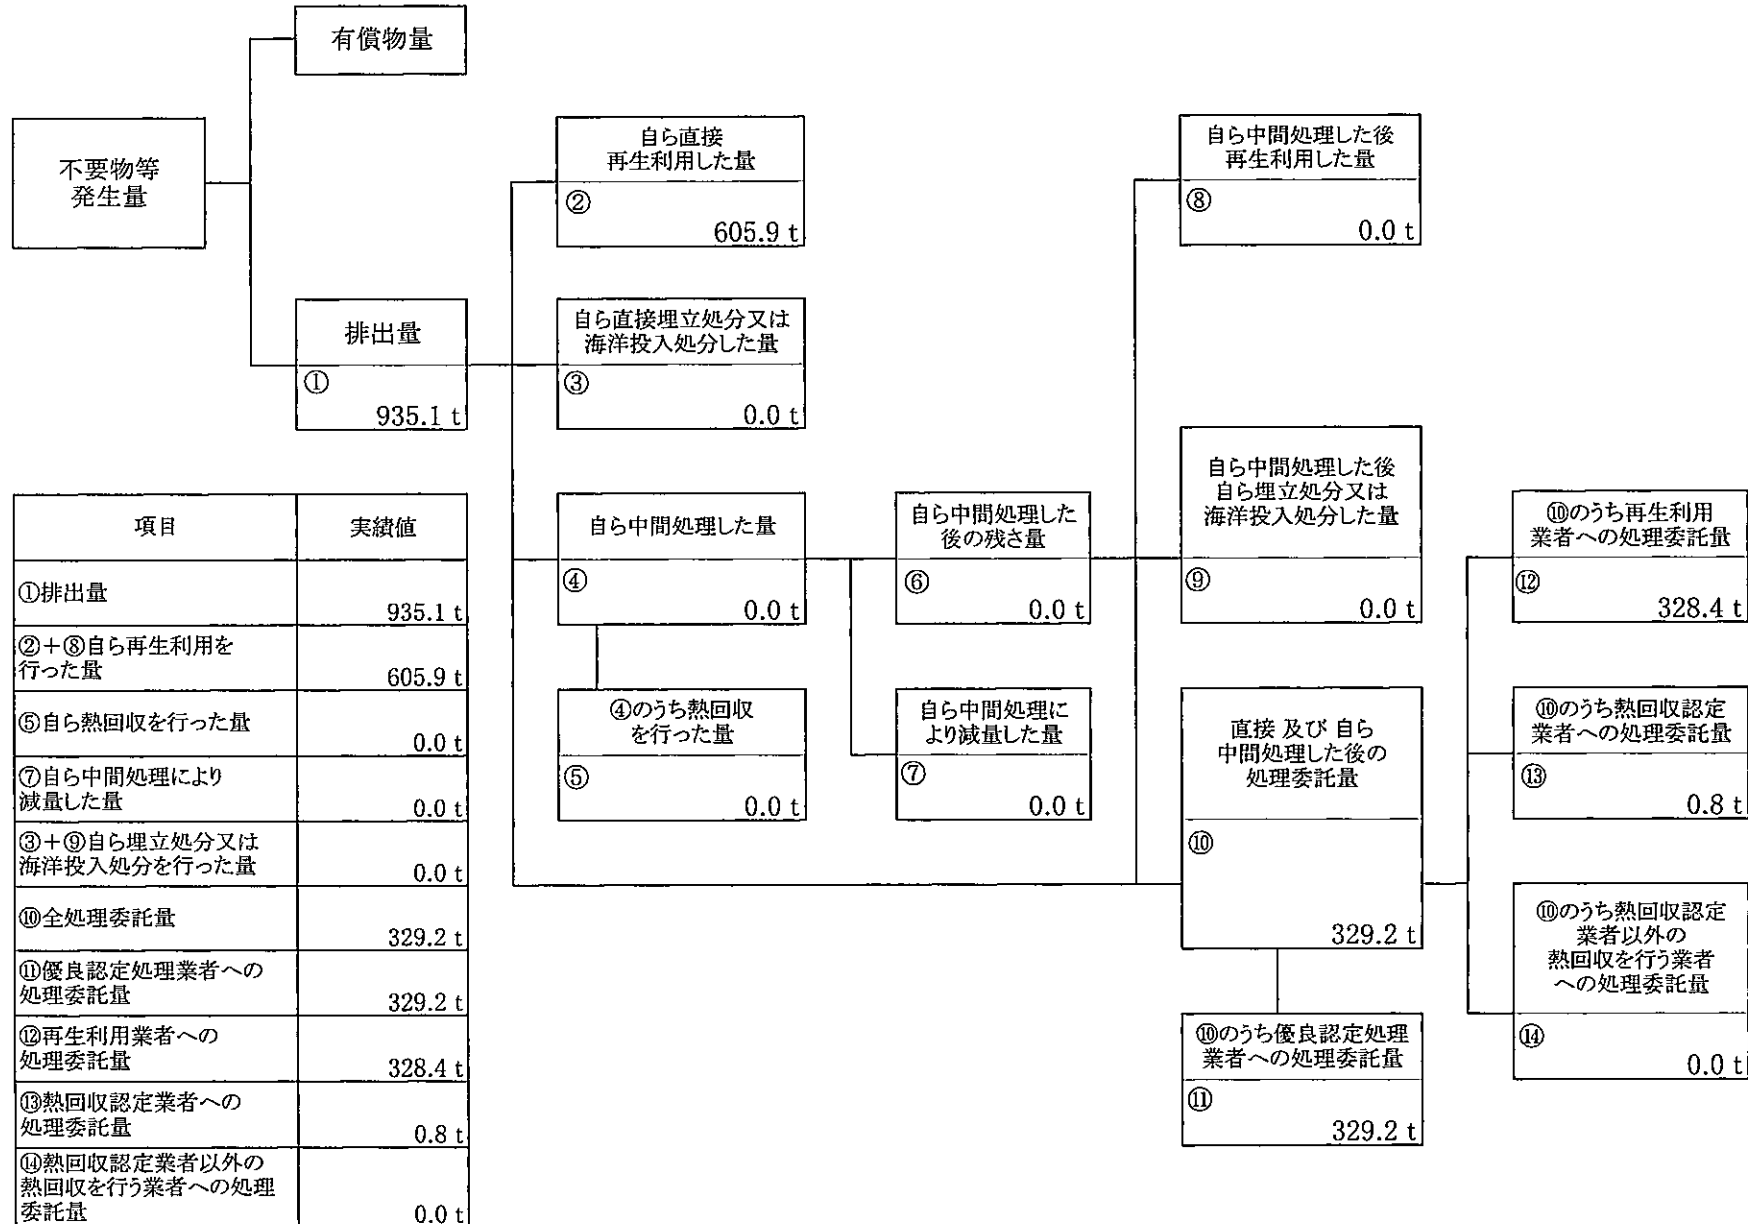 有償物量
不要物等
発生量
自ら直接
再生利用した量
②
605.9 t
自ら中間処理した後
再生利用した量
⑧
0.0 t
排出量
①
935.1 t
自ら直接埋立処分又は
海洋投入処分した量
③
0.0 t
自ら中間処理した量
④
0.0 t
自ら中間処理した
後の残さ量
⑥
0.0 t
自ら中間処理した後
自ら埋立処分又は
海洋投入処分した量
⑨
0.0 t
⑩のうち再生利用
業者への処理委託量
⑫
328.4 t
④のうち熱回収
を行った量
⑤
0.0 t
自ら中間処理に
より減量した量
⑦
0.0 t
直接 及び 自ら
中間処理した後の
処理委託量
⑩
329.2 t
⑩のうち熱回収認定
業者への処理委託量
⑬
0.8 t
⑩のうち熱回収認定
業者以外の
熱回収を行う業者
への処理委託量
⑭
0.0 t
⑩のうち優良認定処理
業者への処理委託量
⑪
329.2 t
項目 実績値
①排出量
935.1 t
②+⑧自ら再生利用を
行った量
605.9 t
⑤自ら熱回収を行った量
0.0 t
⑦自ら中間処理により
減量した量
0.0 t
③+⑨自ら埋立処分又は
海洋投入処分を行った量
0.0 t
⑩全処理委託量
329.2 t
⑪優良認定処理業者への
処理委託量
329.2 t
⑫再生利用業者への
処理委託量
328.4 t
⑬熱回収認定業者への
処理委託量
0.8 t
⑭熱回収認定業者以外の
熱回収を行う業者への処理
委託量
0.0 t